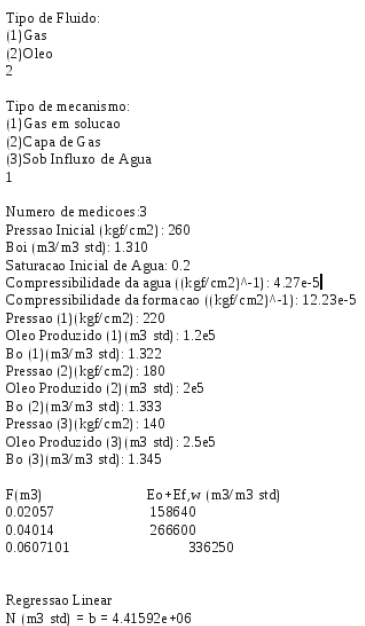 Tipo de Fluido:
(1)Gas
(2)Oleo
2
Tipo de mecanismo:
(1)Gas em solucao
(2)Capa de Gas
(3)Sob Influxo de Agua
1
Numero de medicoes:3
Pressao Inicial (kgf/cm2) : 260
Boi (m3/m3 std): 1.310
Saturacao Inicial de Agua: 0.2
Compressibilidade da agua ((kgf/cm2)^-1) : 4.27e-5
Compressibilidade da formacao ((kgf/cm2)^-1): 12.23e-5
Pressao (1)(kgf/cm2) : 220
Oleo Produzido (1)(m3 std): 1.2e5
Bo (1)(m3/m3 std): 1.322
Pressao (2)(kgf/cm2) : 180
Oleo Produzido (2)(m3 std): 2e5
Bo (2)(m3/m3 std): 1.333
Pressao (3)(kgf/cm2) : 140
Oleo Produzido (3)(m3 std): 2.5e5
Bo (3)(m3/m3 std): 1.345
F(m3) Eo+Ef,w (m3/m3 std)
0.02057 158640
0.04014 266600
0.0607101 336250
Regressao Linear
N (m3 std) = b = 4.41592e+06